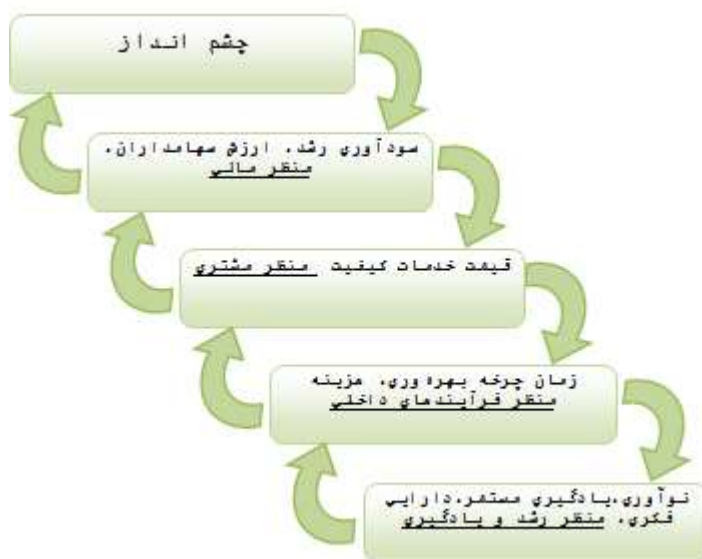 چشم انداز
سودآوری رشد، ارزش سهامداران،
منظر مالی
قیمت خدمات کیفیت منظر مشتری
زمان چرخه بهره‌وری، هزینه
منظر فرآیندهای داخلی
نوآوری،یادگیری مستمر،دارایی
فکری، منظر رشد و یادگیری